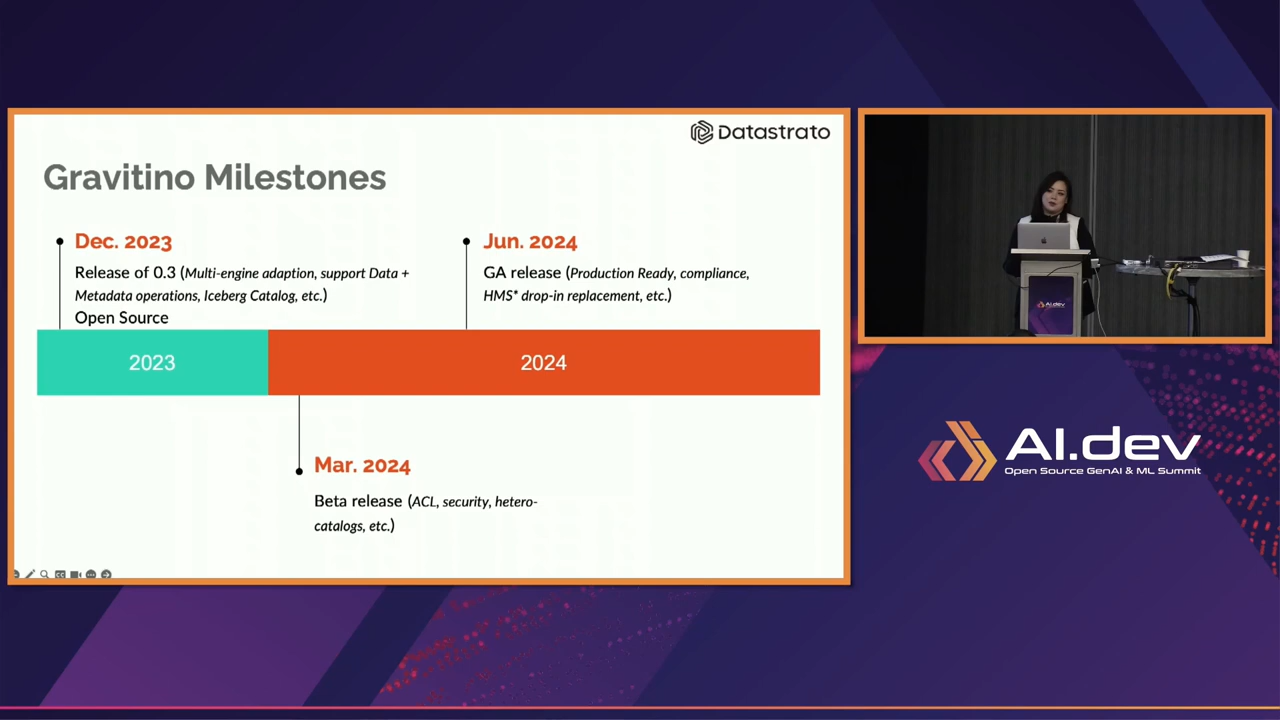 Datastrato
Gravitino Milestones
Dec. 2023
Release of 0.3 (Multi-engine adaption, support Data +
Metadata operations, Iceberg Catalog, etc.)
Open Source
Jun. 2024
GA release (Production Ready, compliance,
HMS* drop-in replacement, etc.)
2023
2024
Mar. 2024
Beta release (ACL, security, hetero-
catalogs, etc.)
AI.dev
AI.dev
Open Source GenAI & ML Summit